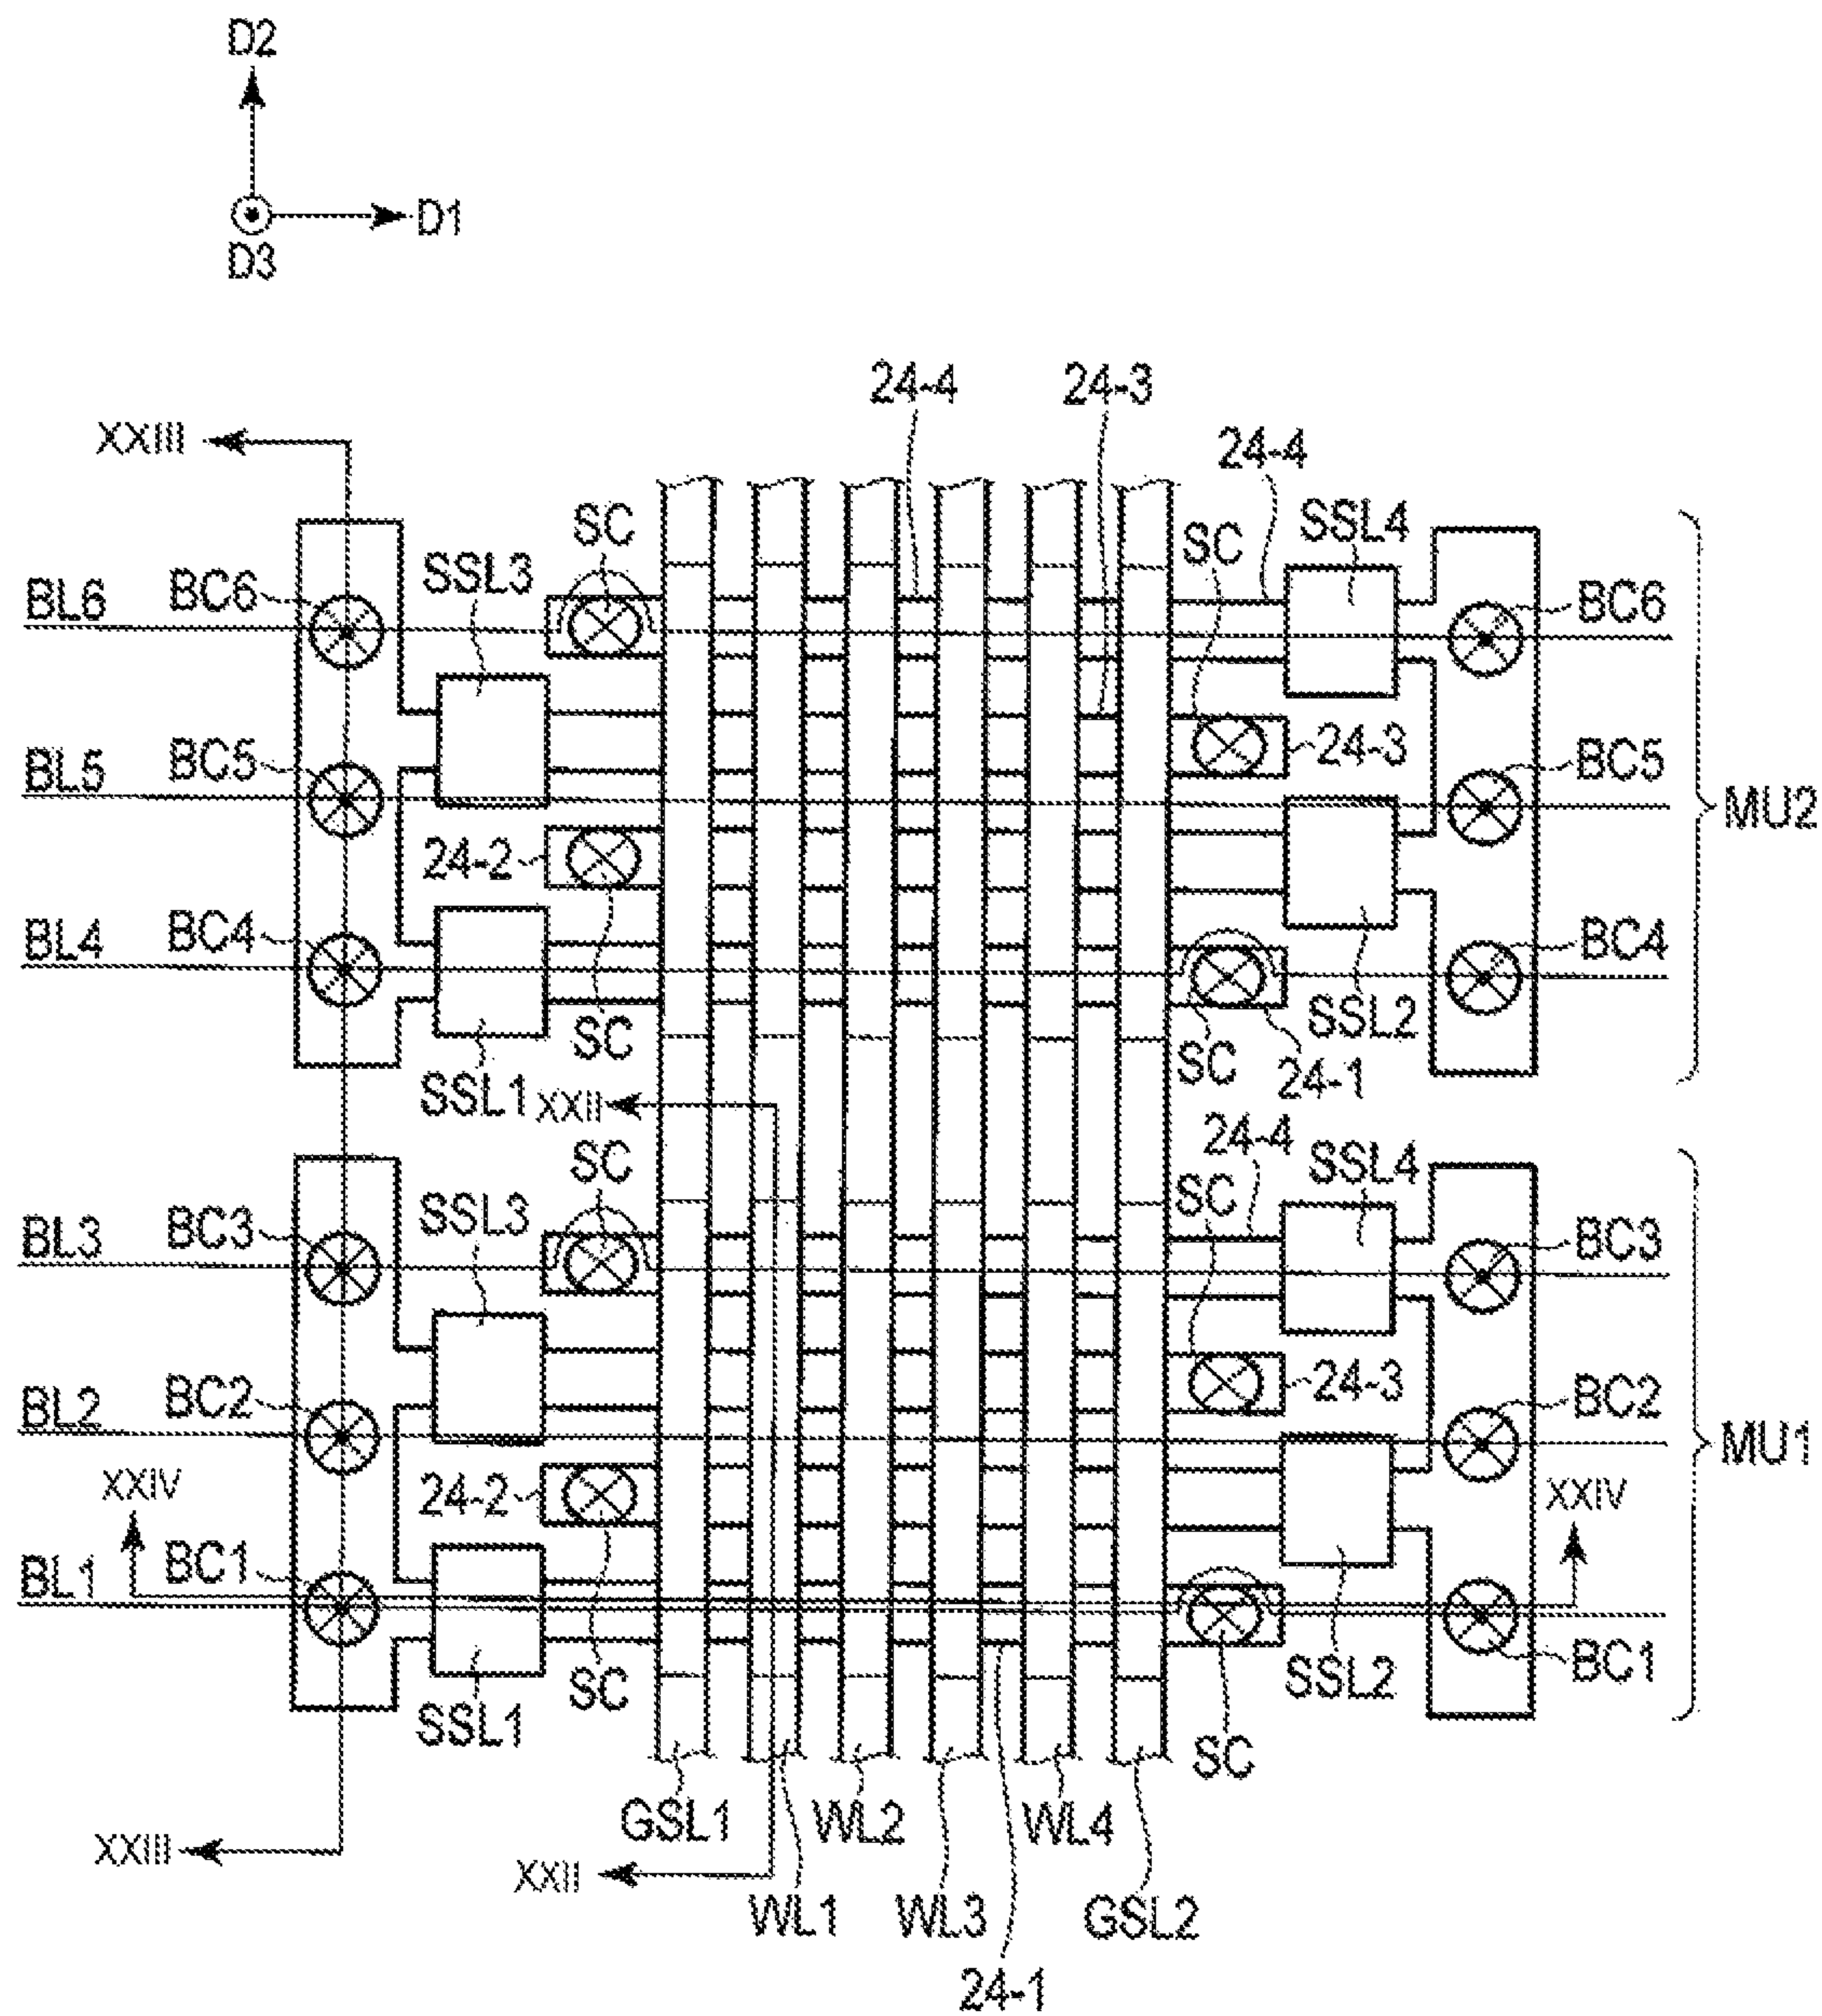 D2
D1
D3
24-4 24-3
XXIII 24-4
SC SSL4
SSL3 SC
BL6 BC6 BC6
BL5 BC5 24-3 BC5
MU2
24-2
BL4 BC4 BC4
SC SSL2
SSL1 SC 24-1
XXII
24-4
SC SSL4
SSL3 SC
BL3 BC3 BC3
BL2 BC2 24-3 BC2
MU1
24-2
XXIV XXIV
BL1 BC1
SC SSL2 BC1
SSL1
SC
GSL1 WL2 WL4
XXIII
XXII
WL1 WL3 GSL2
24-1